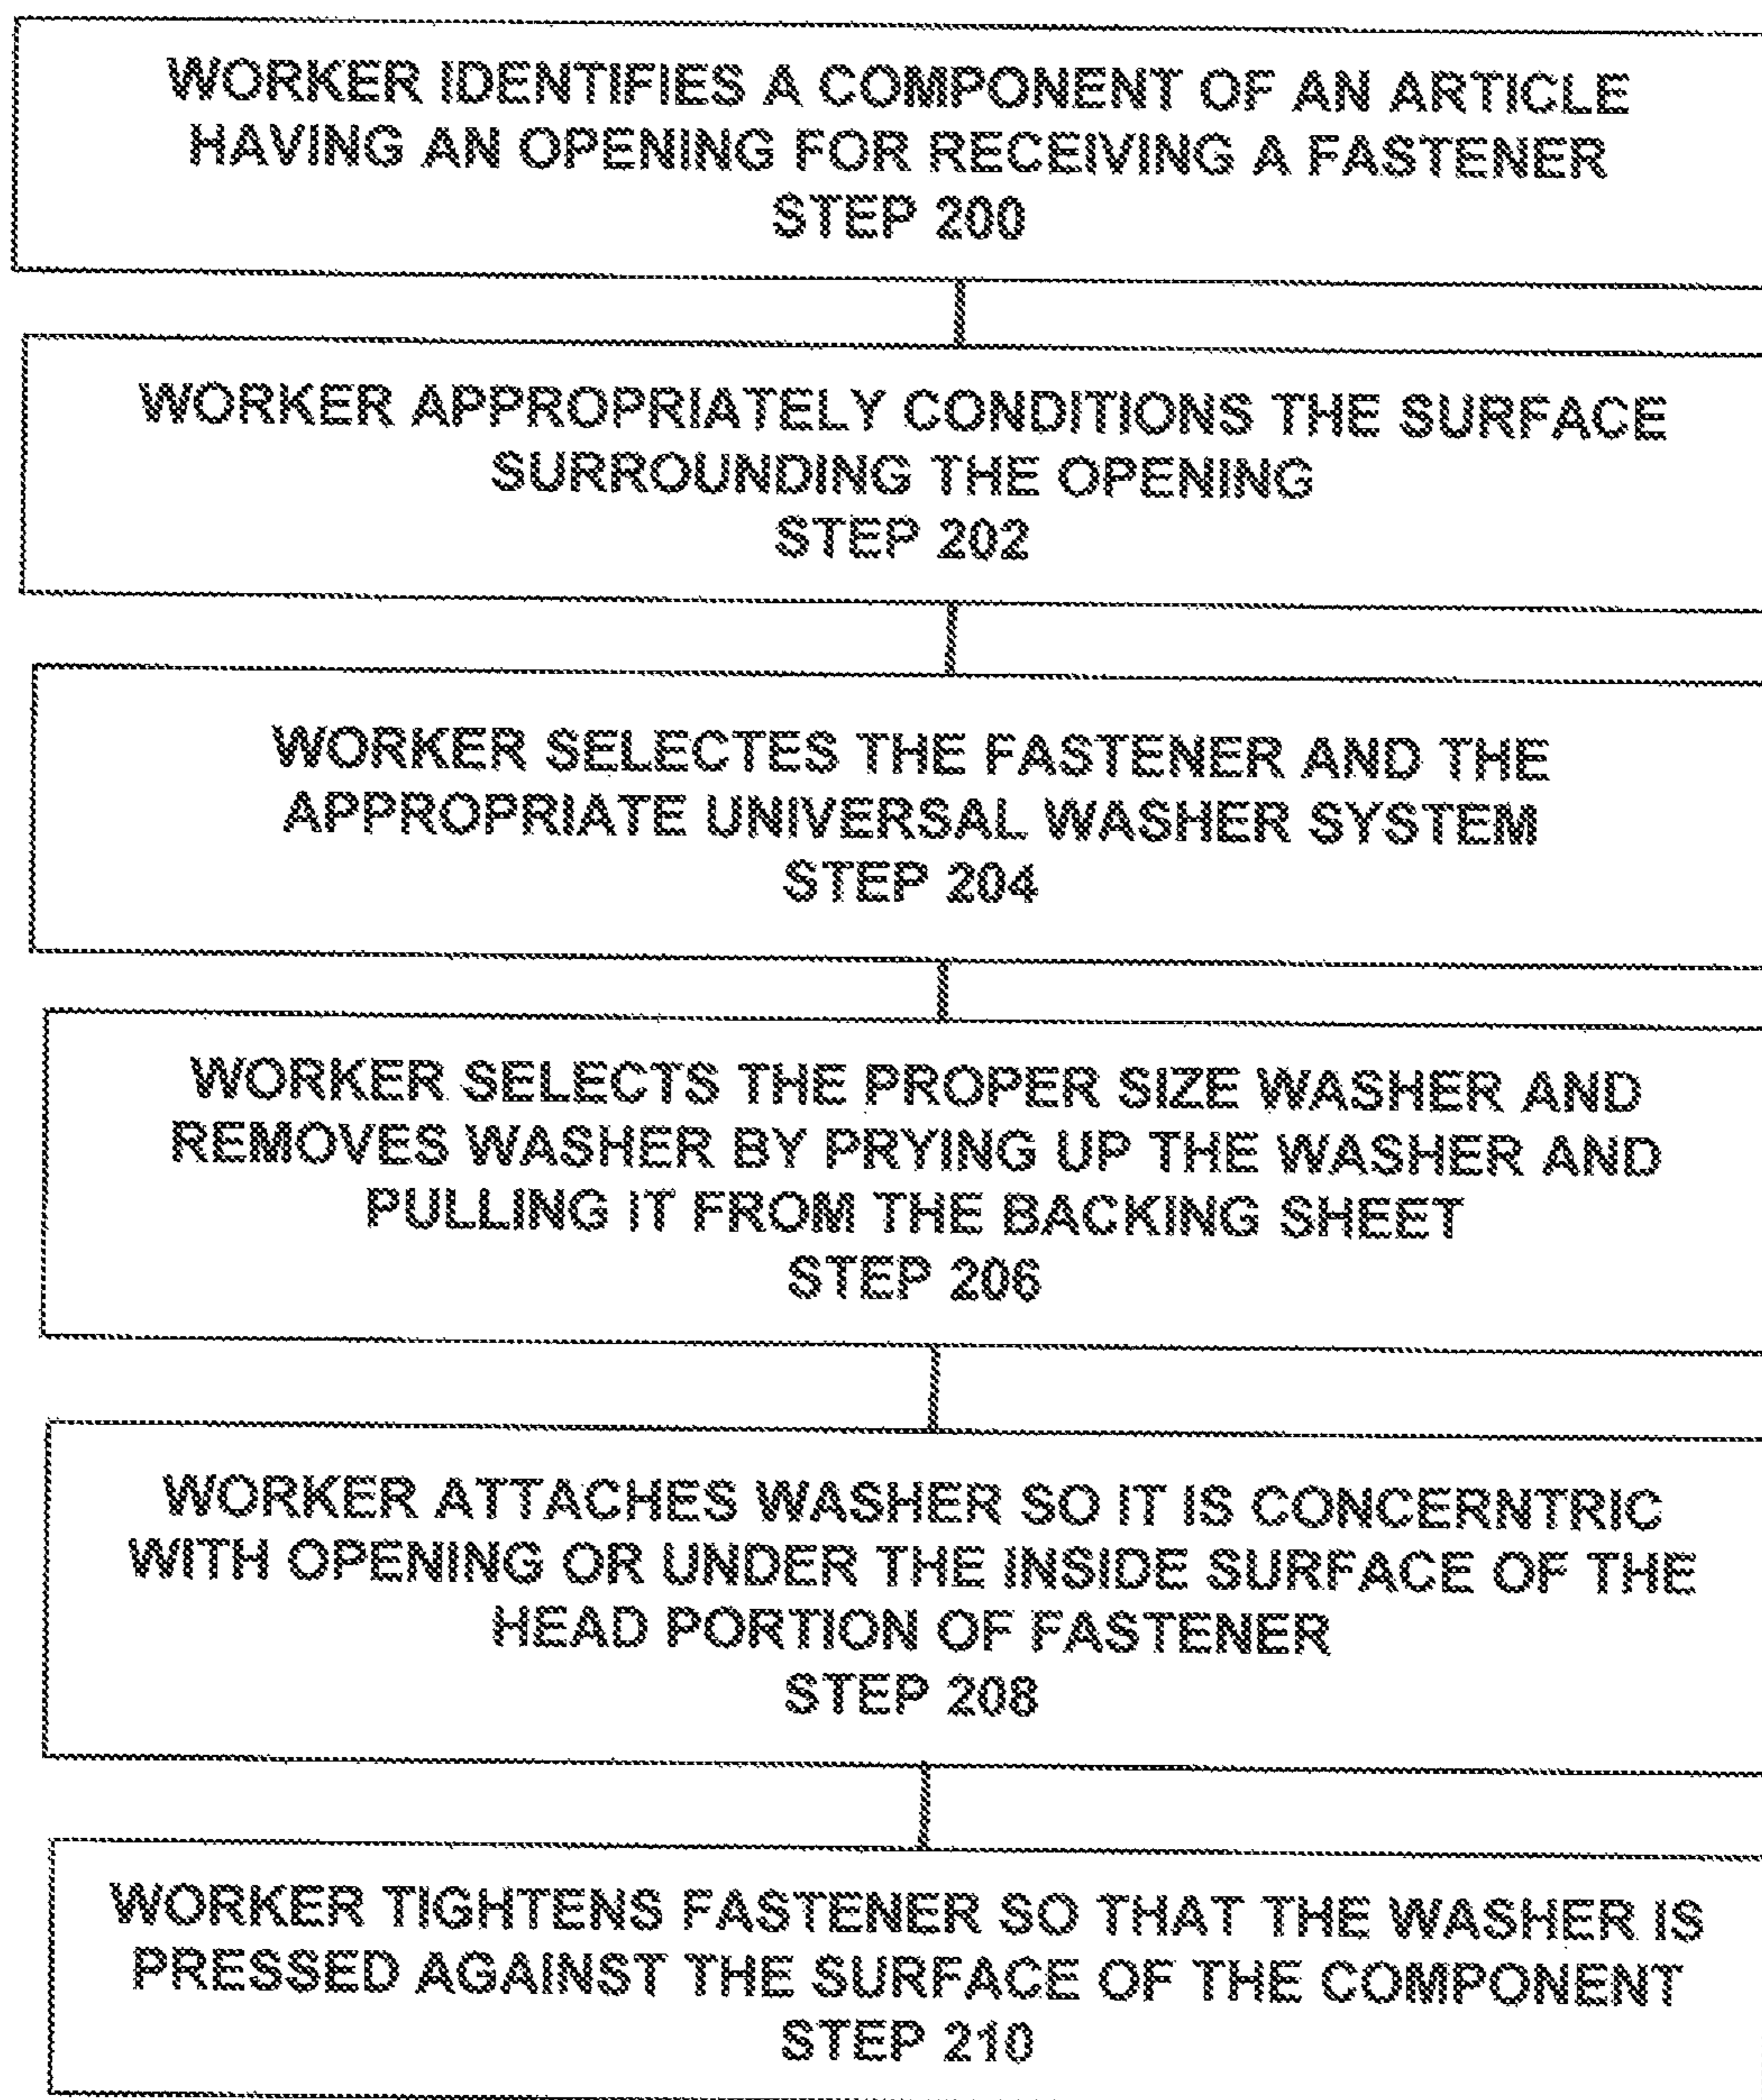 WORKER IDENTIFIES A COMPONENT OF AN ARTICLE
HAVING AN OPENING FOR RECEIVING A FASTENER
STEP 200
WORKER APPROPRIATELY CONDITIONS THE SURFACE
SURROUNDING THE OPENING
STEP 202
WORKER SELECTES THE FASTENER AND THE
APPROPRIATE UNIVERSAL WASHER SYSTEM
STEP 204
WORKER SELECTS THE PROPER SIZE WASHER AND
REMOVES WASHER BY PRYING UP THE WASHER AND
PULLING IT FROM THE BACKING SHEET
STEP 206
WORKER ATTACHES WASHER SO IT IS CONCERNTRIC
WITH OPENING OR UNDER THE INSIDE SURFACE OF THE
HEAD PORTION OF FASTENER
STEP 208
WORKER TIGHTENS FASTENER SO THAT THE WASHER IS
PRESSED AGAINST THE SURFACE OF THE COMPONENT
STEP 210